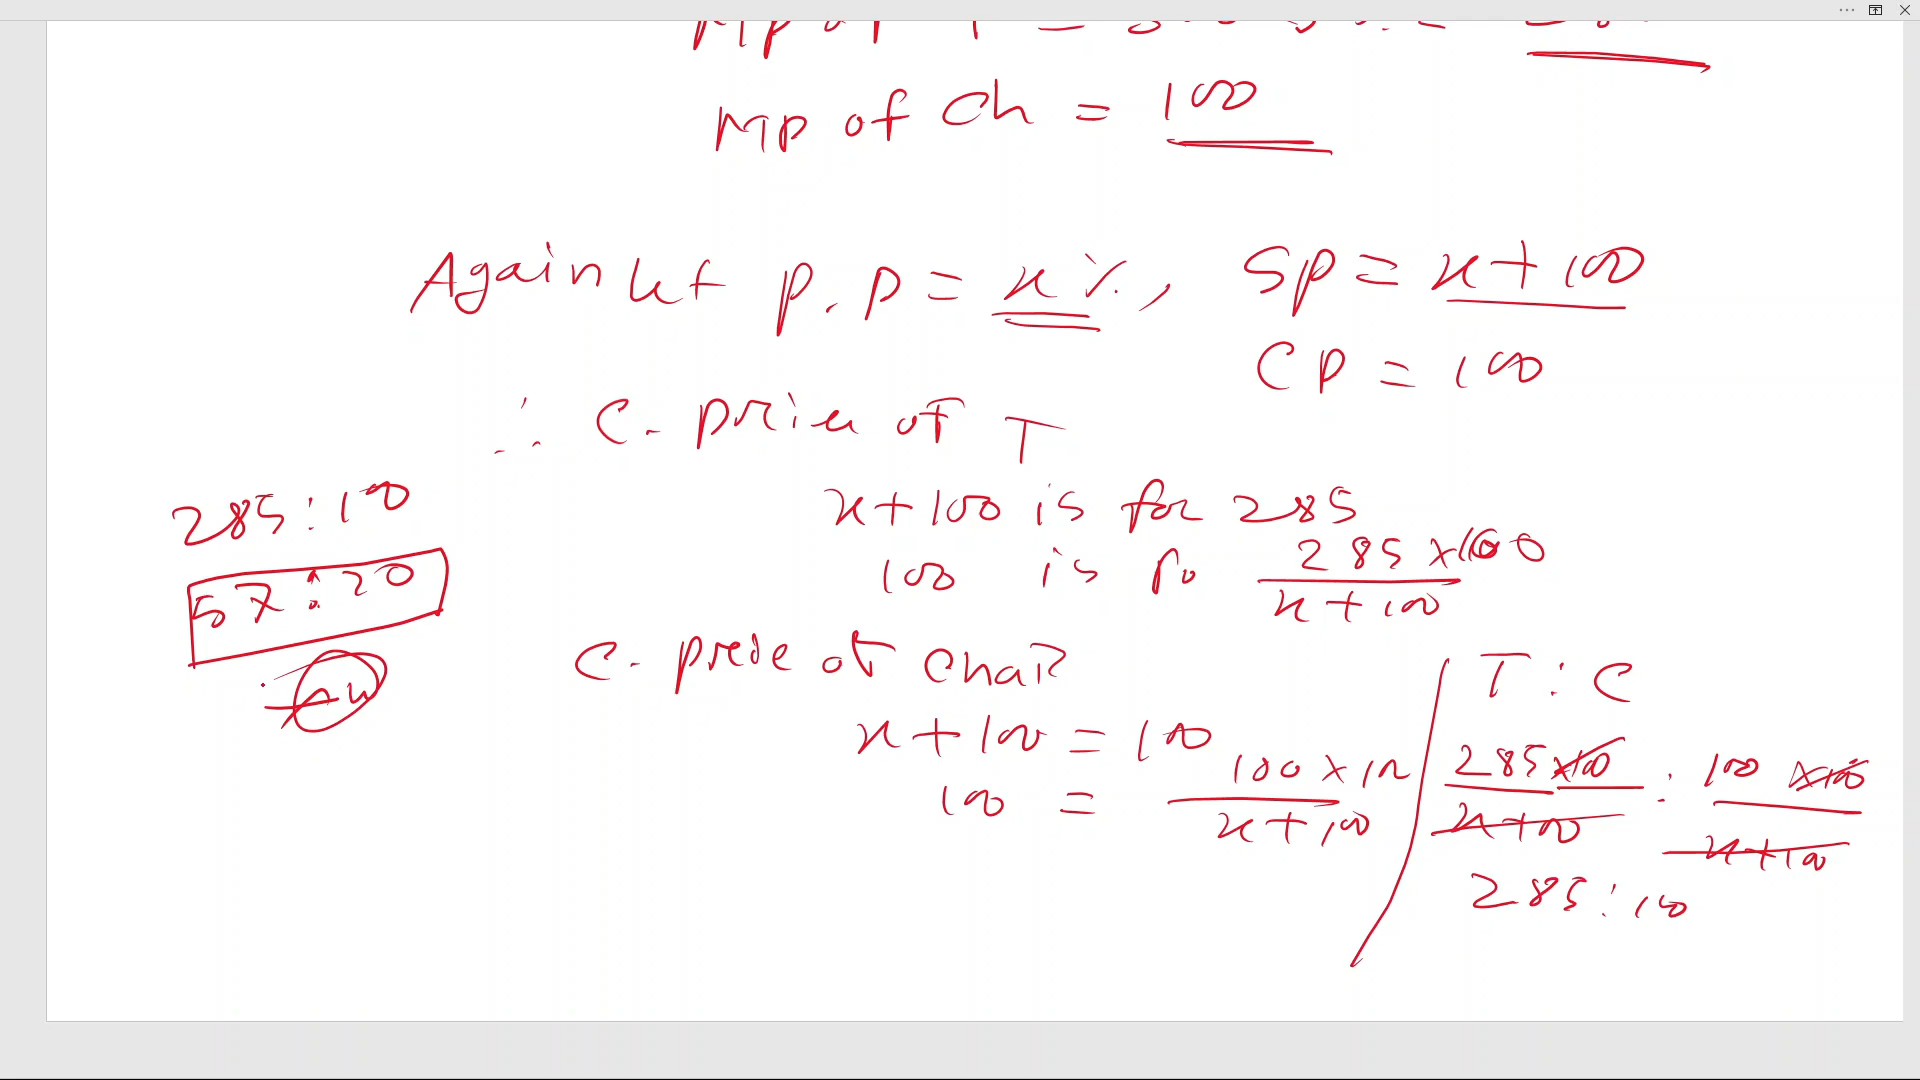 MP of Ch = 100
Again let P.P = x%, SP = x+100
CP = 100
∴ C. price of T
x+100 is for 285
100 is fo 285×100
x+100
C. price of Chair
x+100 = 100
100 = 100×100
x+100
T : C
285×100 : 100×100
x+100 x+100
285 : 100
285 : 100
57 : 20